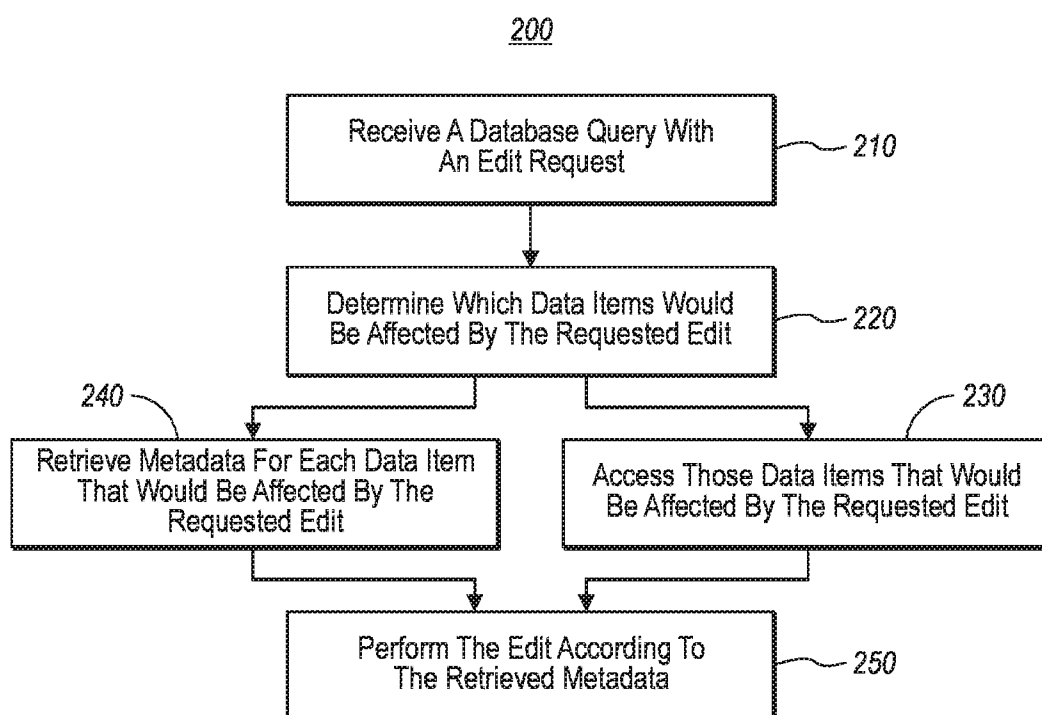 200
Receive A Database Query With
An Edit Request
210
Determine Which Data Items Would
Be Affected By The Requested Edit
220
240
230
Retrieve Metadata For Each Data Item
That Would Be Affected By The
Requested Edit
Access Those Data Items That Would
Be Affected By The Requested Edit
Perform The Edit According To
The Retrieved Metadata
250